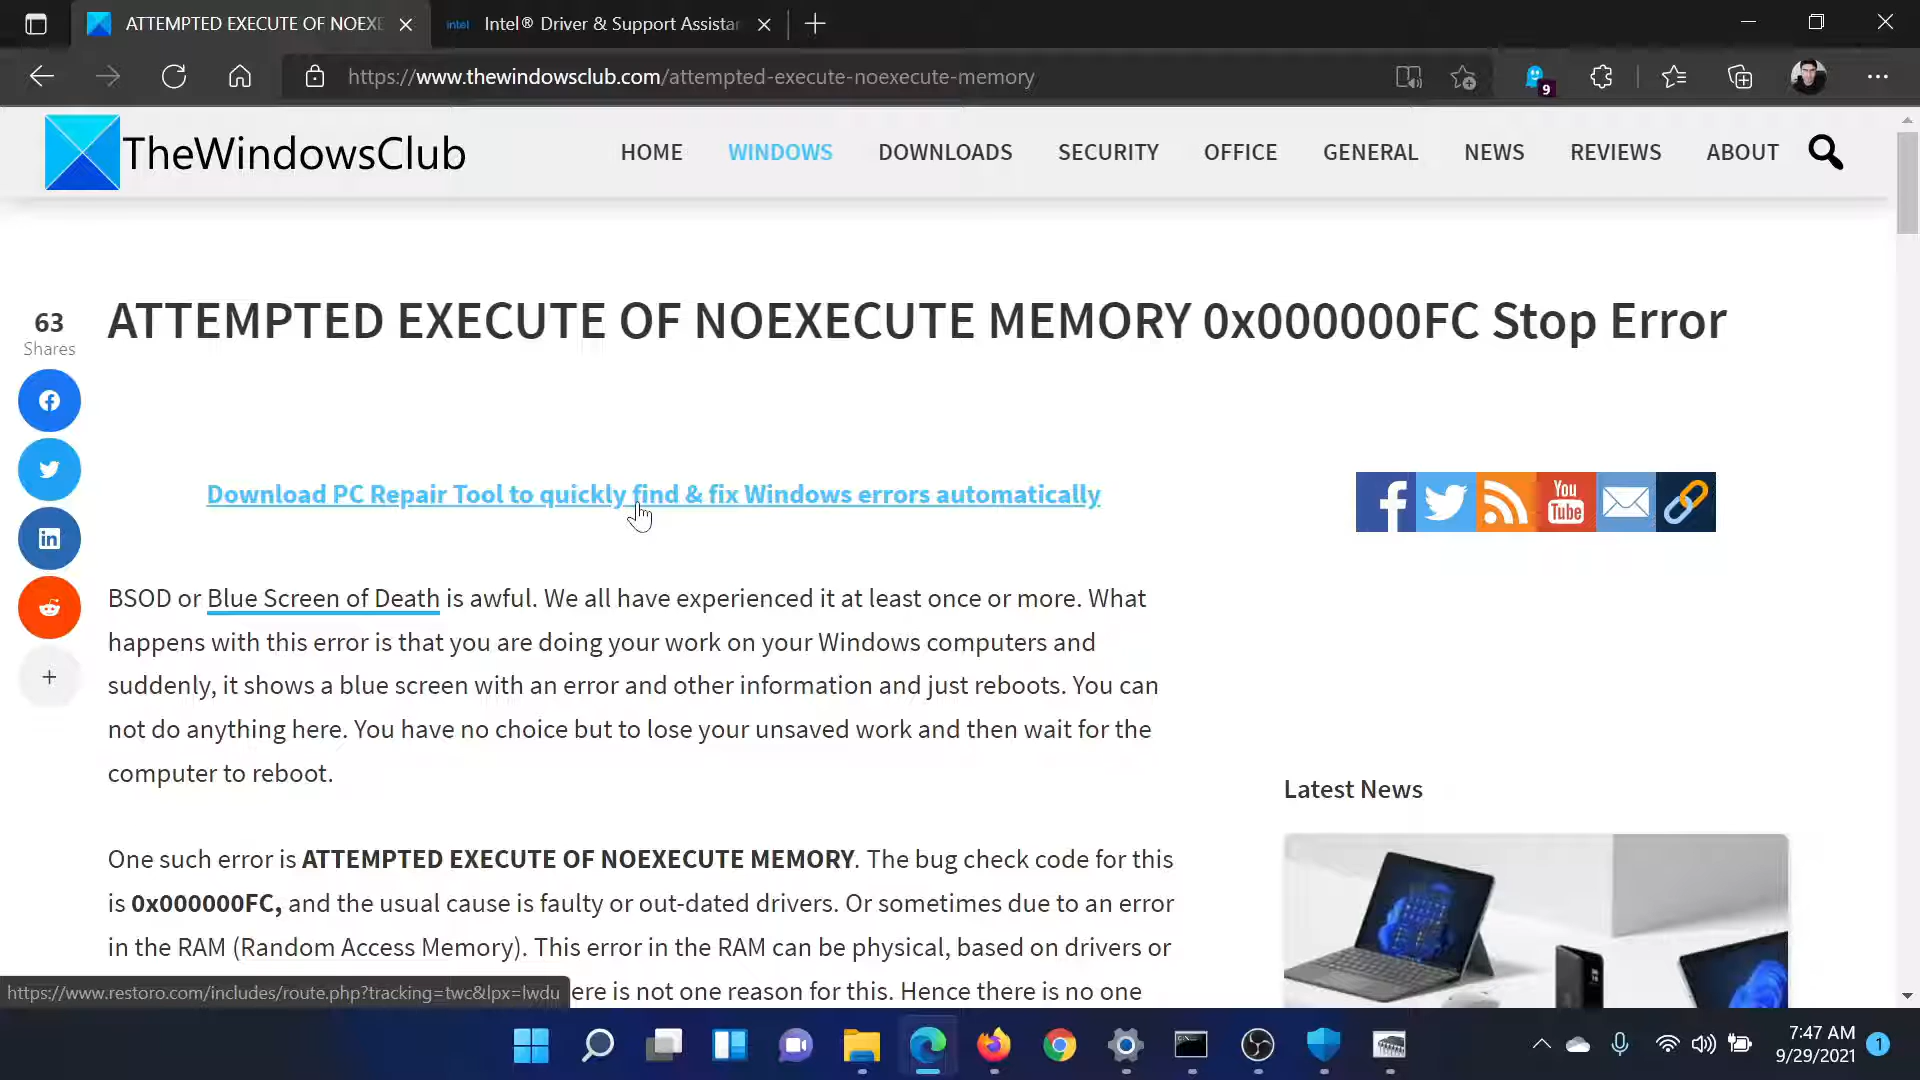 ATTEMPTED EXECUTE OF NOEXE
intel Intel® Driver & Support Assistan
https://www.thewindowsclub.com/attempted-execute-noexecute-memory
9
TheWindowsClub
HOME WINDOWS DOWNLOADS SECURITY OFFICE GENERAL NEWS REVIEWS ABOUT
ATTEMPTED EXECUTE OF NOEXECUTE MEMORY 0x000000FC Stop Error
63
Shares
Download PC Repair Tool to quickly find & fix Windows errors automatically
You
Tube
BSOD or Blue Screen of Death is awful. We all have experienced it at least once or more. What
happens with this error is that you are doing your work on your Windows computers and
suddenly, it shows a blue screen with an error and other information and just reboots. You can
not do anything here. You have no choice but to lose your unsaved work and then wait for the
computer to reboot.
Latest News
One such error is ATTEMPTED EXECUTE OF NOEXECUTE MEMORY. The bug check code for this
is 0x000000FC, and the usual cause is faulty or out-dated drivers. Or sometimes due to an error
in the RAM (Random Access Memory). This error in the RAM can be physical, based on drivers or
ere is not one reason for this. Hence there is no one
https://www.restoro.com/includes/route.php?tracking=twc&lpx=lwdu
7:47 AM
9/29/2021
1